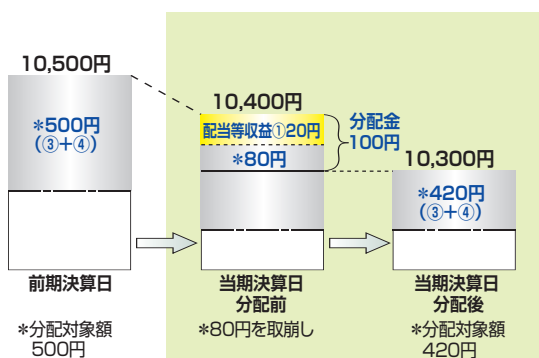 10,500円
*500円
(③+④)
前期決算日
*分配対象額
500円
10,400円
配当等収益①20円
*80円
分配金
100円
当期決算日
分配前
*80円を取崩し
10,300円
*420円
(③+④)
当期決算日
分配後
*分配対象額
420円